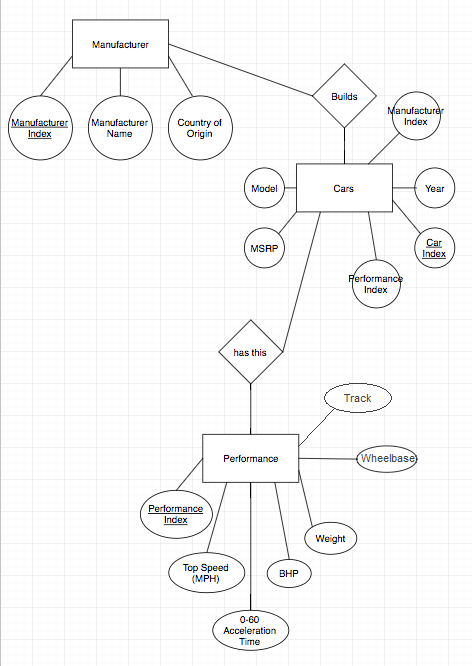 Manufacturer
Manufacturer
Index
Manufacturer
Name
Country of
Origin
Builds
Manufacturer
Index
Model
Cars
Year
MSRP
Car
Index
Performance
Index
has this
Track
Performance
Wheelbase
Performance
Index
Weight
Top Speed
(MPH)
BHP
0-60
Acceleration
Time